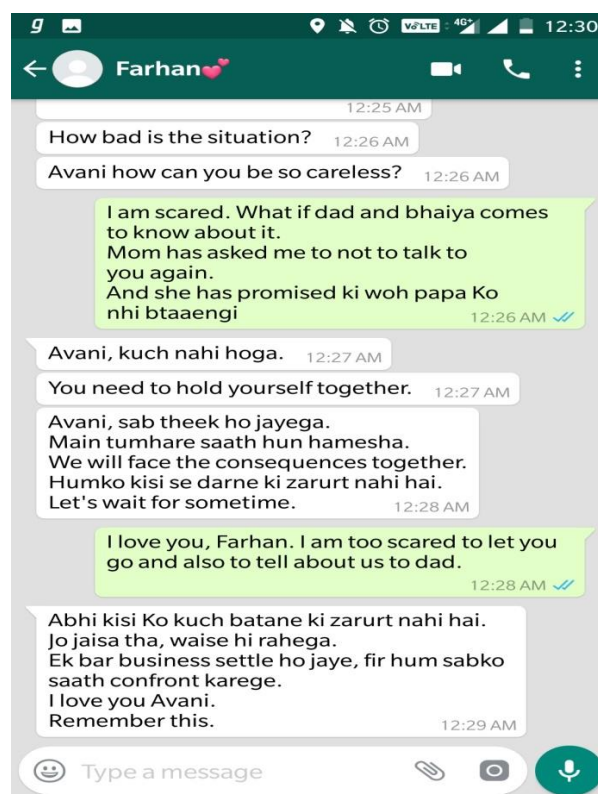 g VoLTE 4G+ 12:30
Farhan💕
12:25 AM
How bad is the situation? 12:26 AM
Avani how can you be so careless? 12:26 AM
I am scared. What if dad and bhaiya comes
to know about it.
Mom has asked me to not to talk to
you again.
And she has promised ki woh papa Ko
nhi btaaengi 12:26 AM
Avani, kuch nahi hoga. 12:27 AM
You need to hold yourself together. 12:27 AM
Avani, sab theek ho jayega.
Main tumhare saath hun hamesha.
We will face the consequences together.
Humko kisi se darne ki zarurt nahi hai.
Let's wait for sometime. 12:28 AM
I love you, Farhan. I am too scared to let you
go and also to tell about us to dad.
12:28 AM
Abhi kisi Ko kuch batane ki zarurt nahi hai.
Jo jaisa tha, waise hi rahega.
Ek bar business settle ho jaye, fir hum sabko
saath confront karege.
I love you Avani.
Remember this. 12:29 AM
Type a message